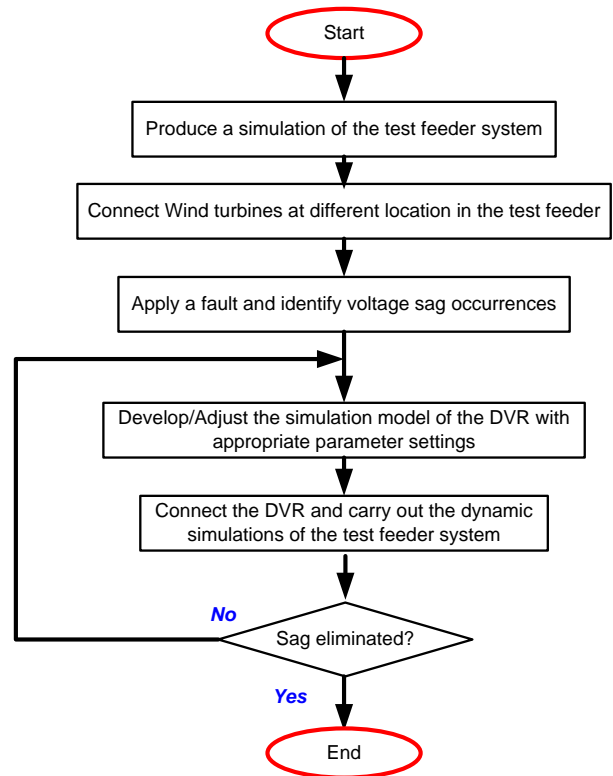 Start
Produce a simulation of the test feeder system
Connect Wind turbines at different location in the test feeder
Apply a fault and identify voltage sag occurrences
Develop/Adjust the simulation model of the DVR with
appropriate parameter settings
Connect the DVR and carry out the dynamic
simulations of the test feeder system
No
Sag eliminated?
Yes
End